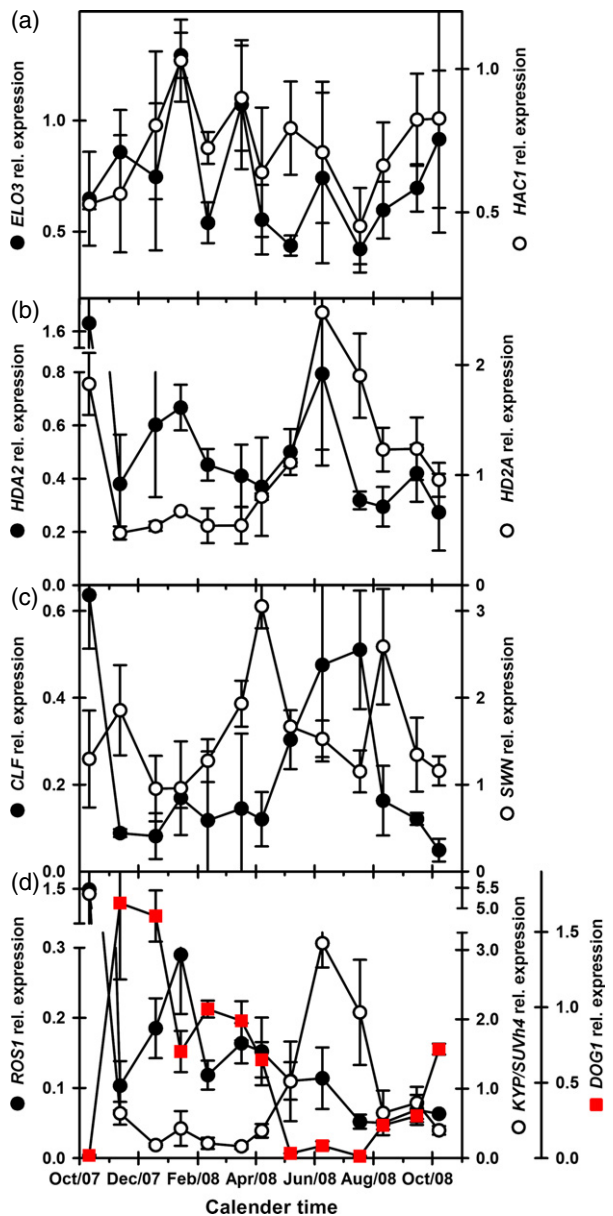 (a)
1.0
0.5
ELO3 rel. expression
1.0
0.5
HAC1 rel. expression
(b)
1.6
0.8
0.6
0.4
0.2
0.0
HDA2 rel. expression
2
1
0
HD2A rel. expression
(c)
0.6
0.4
0.2
0.0
CLF rel. expression
3
2
1
0
SWN rel. expression
(d)
1.5
0.3
0.2
0.1
0.0
ROS1 rel. expression
5.5
5.0
3.0
2.0
1.0
0.0
KYP/SUVH4 rel. expression
1.5
1.0
0.5
0.0
DOG1 rel. expression
Oct/07 Dec/07 Feb/08 Apr/08 Jun/08 Aug/08 Oct/08
Calender time